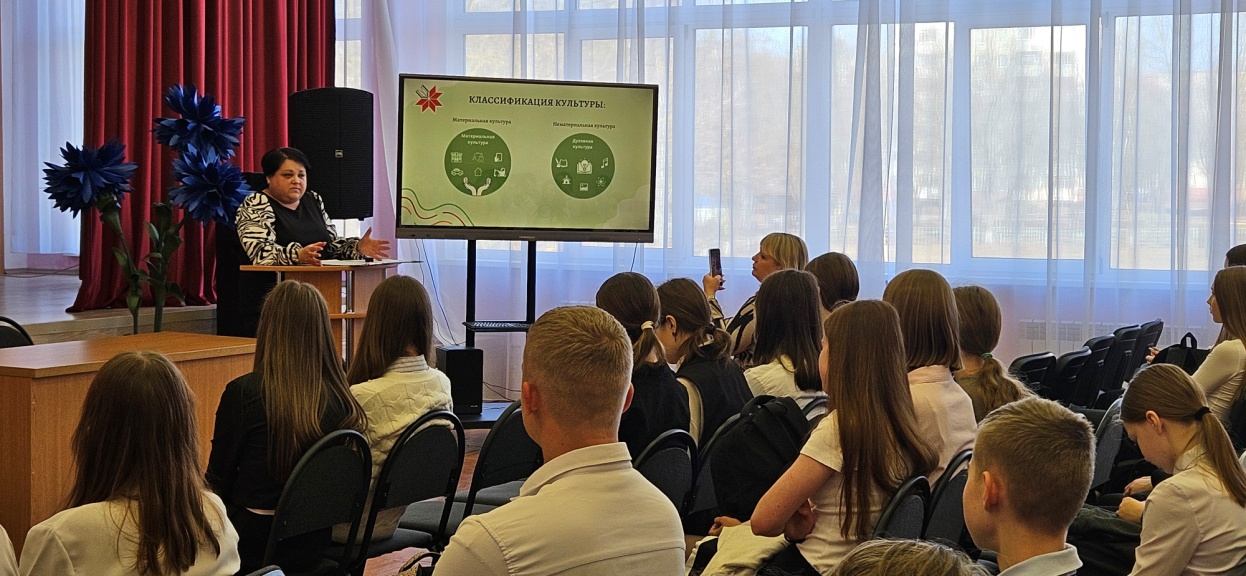 КЛАССИФИКАЦИЯ КУЛЬТУРЫ:
Материальная культура
Нематериальная культура
Материальная
культура
Духовная
культура